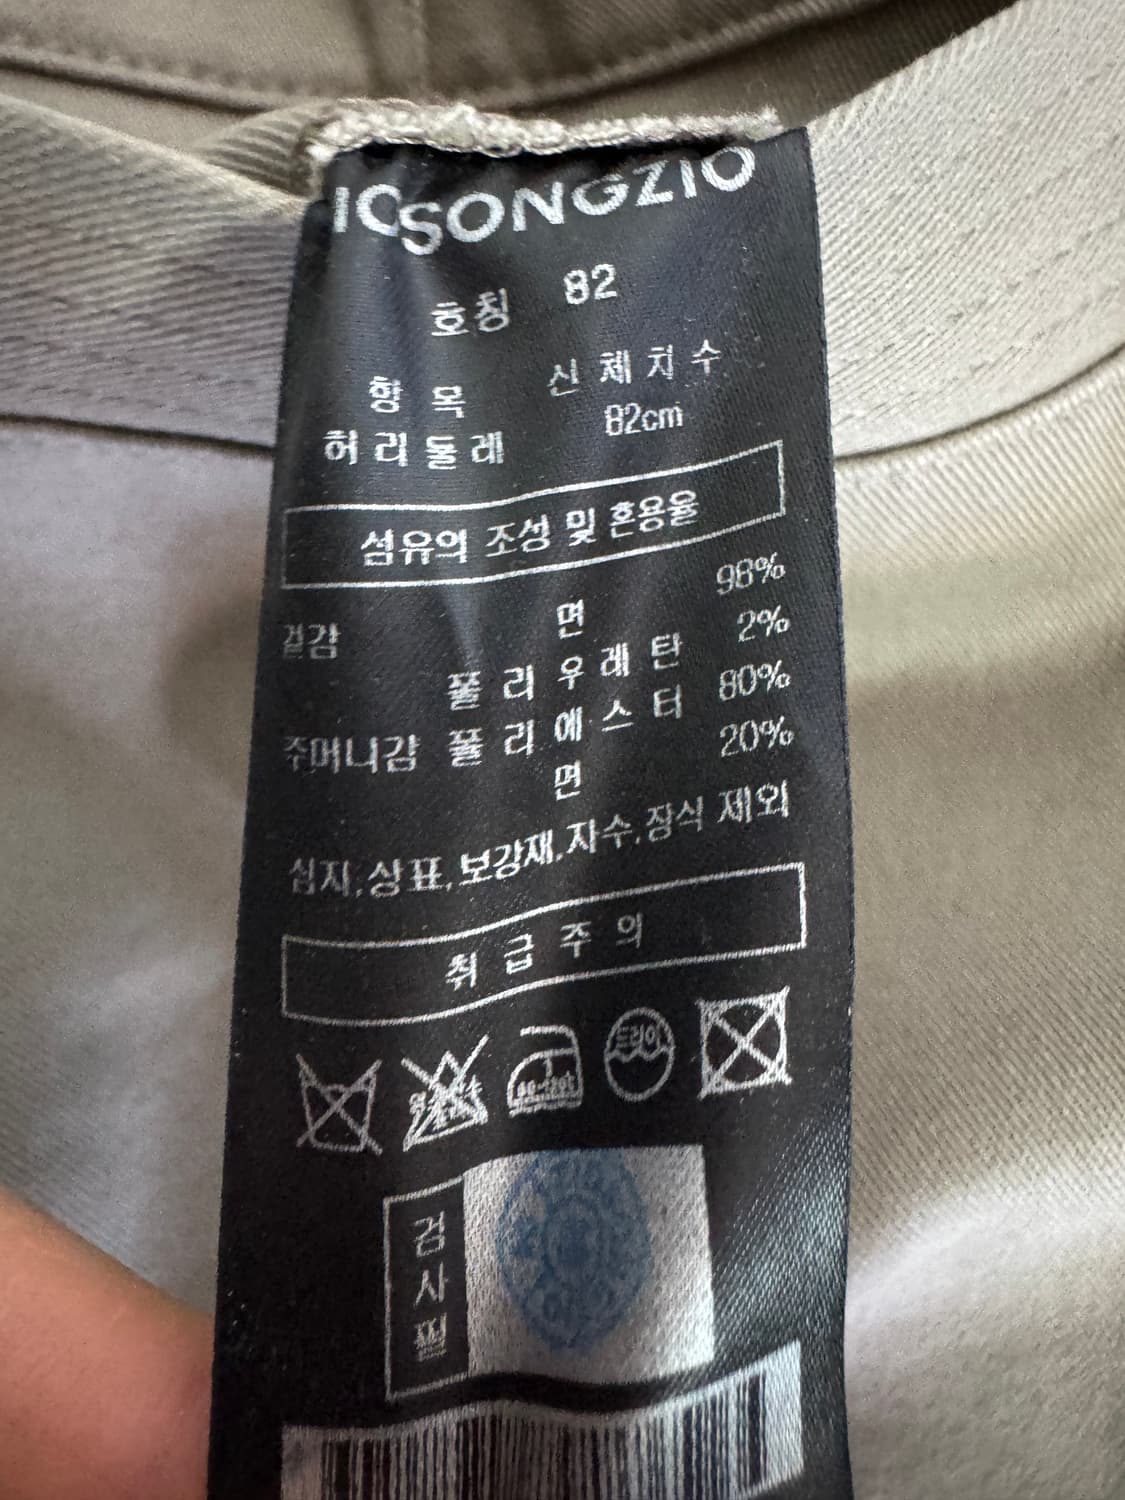 IO SONGZIO
호칭 82
항목 신체치수
허리둘레 82cm
섬유의 조성 및 혼용율
겉감 면 98%
폴리우레탄 2%
주머니감 폴리에스터 80%
면 20%
심지,상표,보강재,자수,장식 제외
취급주의
드라이
검사필